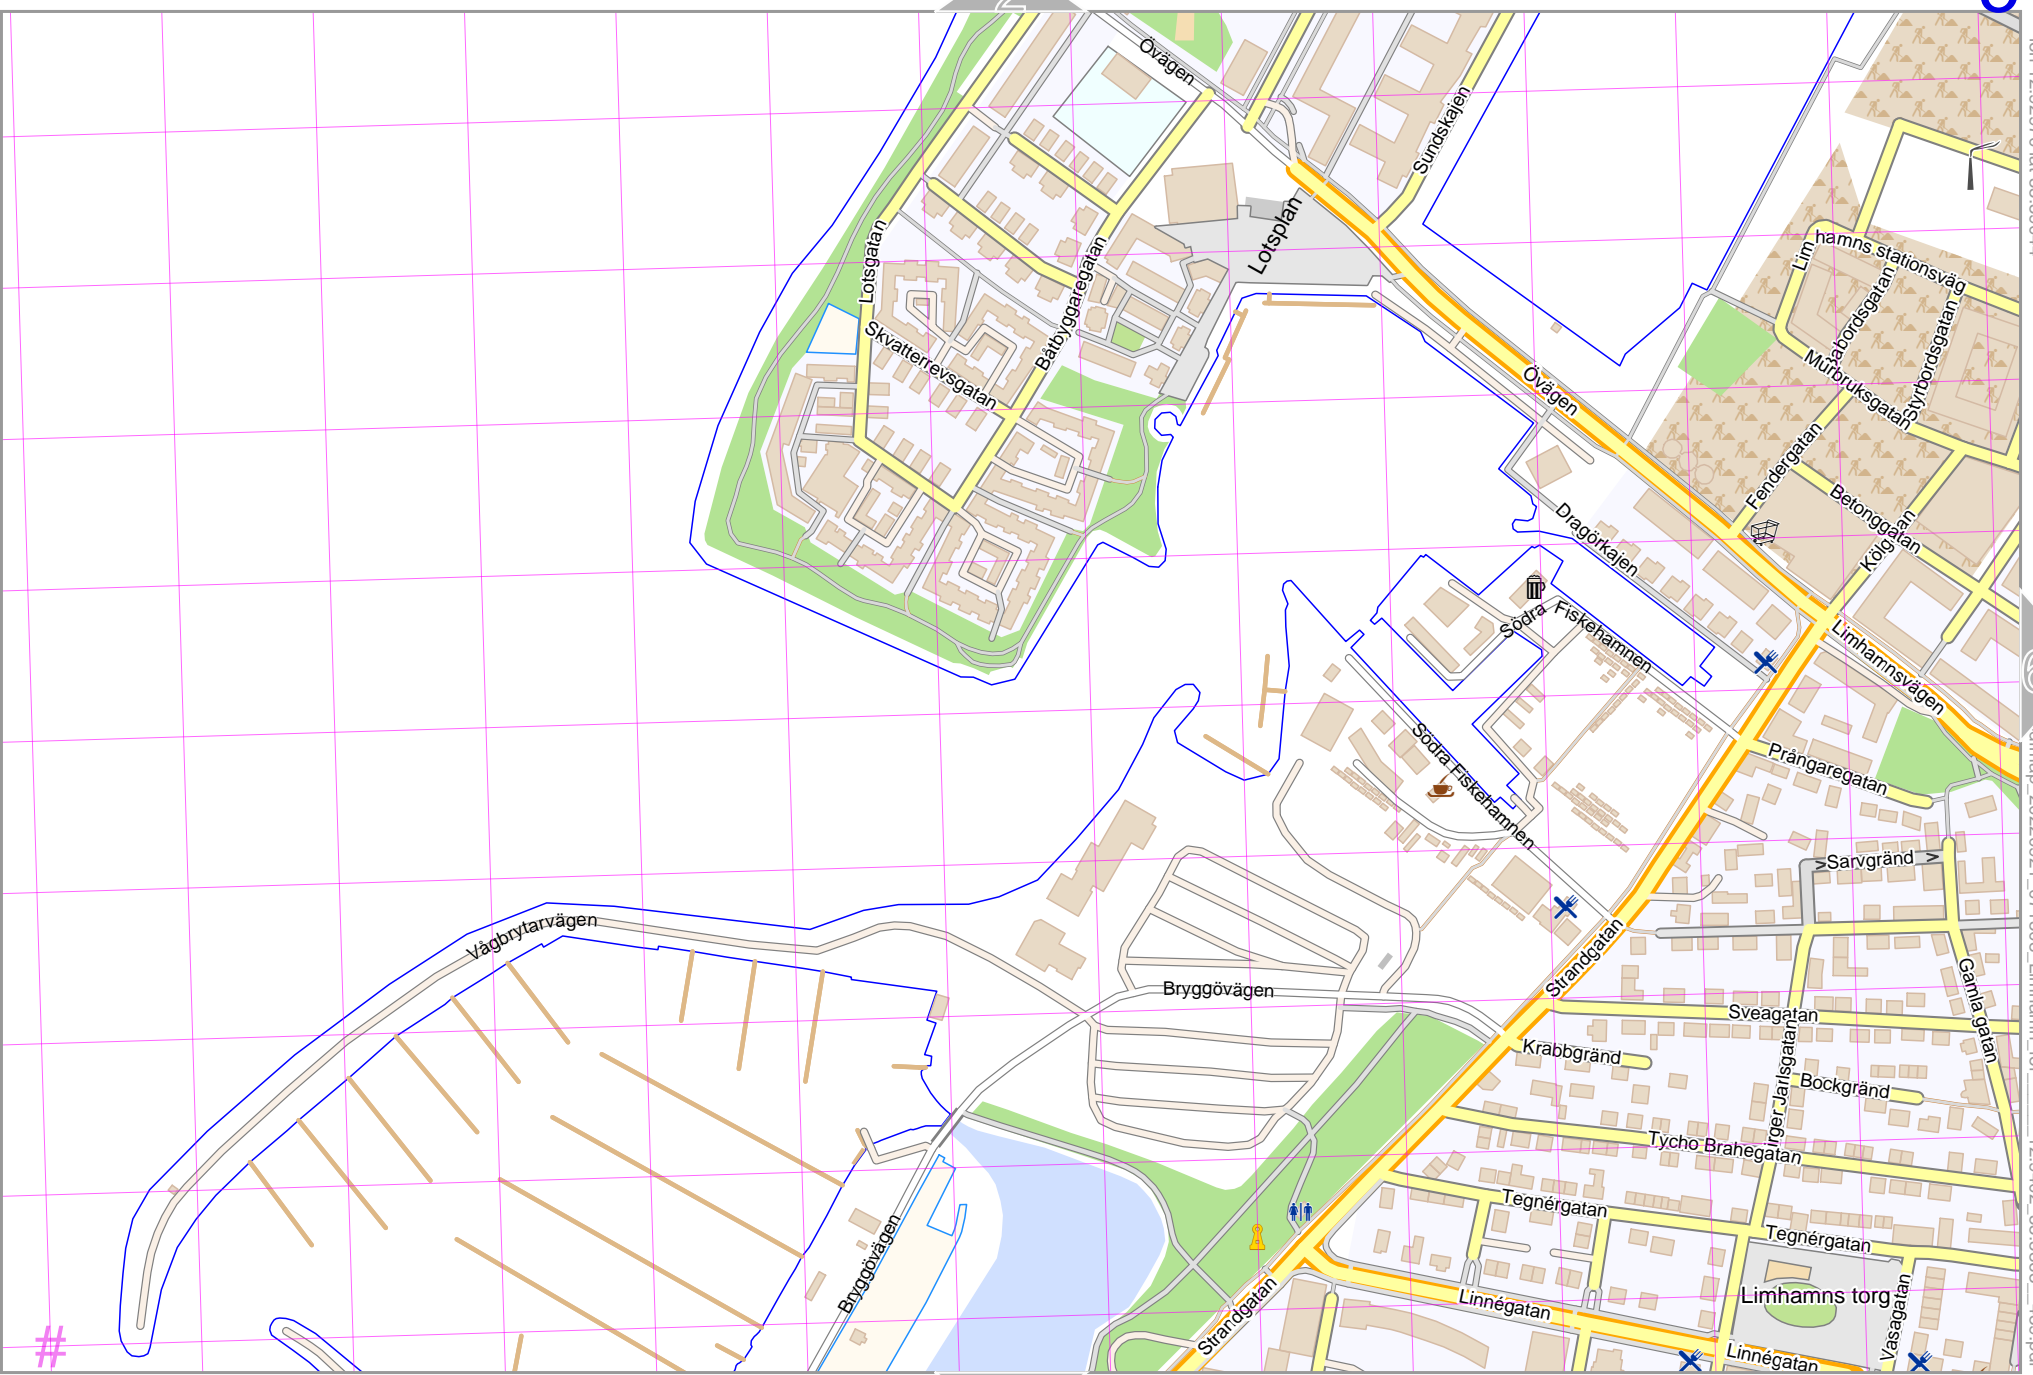 Övägen
Sundskajen
Lotsplan
Lotsgatan
Båtbyggaregatan
Skvatterrevsgatan
Limhamns stationsväg
Styrbordsgatan
Murbruksgatan
Övägen
Fendergatan
Betonggatan
Kölgatan
Dragörkajen
Södra Fiskehamnen
Limhamnsvägen
Prångaregatan
Södra Fiskehamnen
Sarvgränd
Vågbrytarvägen
Strandgatan
Gamla gatan
Bryggövägen
Sveagatan
Krabbgränd
Bockgränd
Tycho Brahegatan
Tegnérgatan
Tegnérgatan
Bryggövägen
Limhamns torg
Linnégatan
Vasagatan
Strandgatan
Linnégatan
#